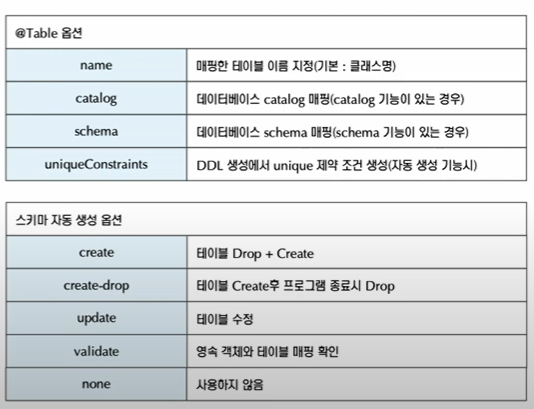 @Table 옵션
name 매핑한 테이블 이름 지정(기본 : 클래스명)
catalog 데이터베이스 catalog 매핑(catalog 기능이 있는 경우)
schema 데이터베이스 schema 매핑(schema 기능이 있는 경우)
uniqueConstraints DDL 생성에서 unique 제약 조건 생성(자동 생성 기능시)
스키마 자동 생성 옵션
create 테이블 Drop + Create
create-drop 테이블 Create후 프로그램 종료시 Drop
update 테이블 수정
validate 영속 객체와 테이블 매핑 확인
none 사용하지 않음